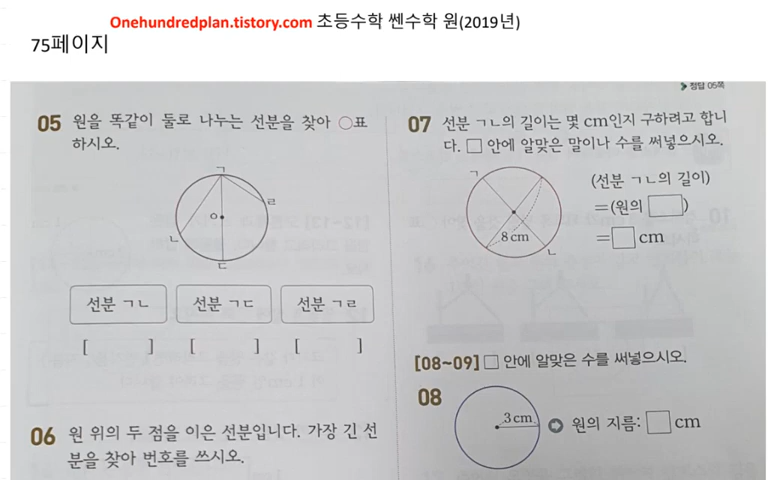 Onehundredplan.tistory.com 초등수학 쎈수학 원(2019년)
75페이지
정답 05쪽
05 원을 똑같이 둘로 나누는 선분을 찾아 ○표
하시오.
ㄱ
ㄹ
ㅇ
ㄴ
ㄷ
선분 ㄱㄴ 선분 ㄱㄷ 선분 ㄱㄹ
[ ] [ ] [ ]
06 원 위의 두 점을 이은 선분입니다. 가장 긴 선
분을 찾아 번호를 쓰시오.
07 선분 ㄱㄴ의 길이는 몇 cm인지 구하려고 합니
다. □ 안에 알맞은 말이나 수를 써넣으시오.
ㄱ
8 cm
ㄴ
(선분 ㄱㄴ의 길이)
=(원의 □)
=□ cm
[08~09] □ 안에 알맞은 수를 써넣으시오.
08
3 cm
원의 지름: □ cm